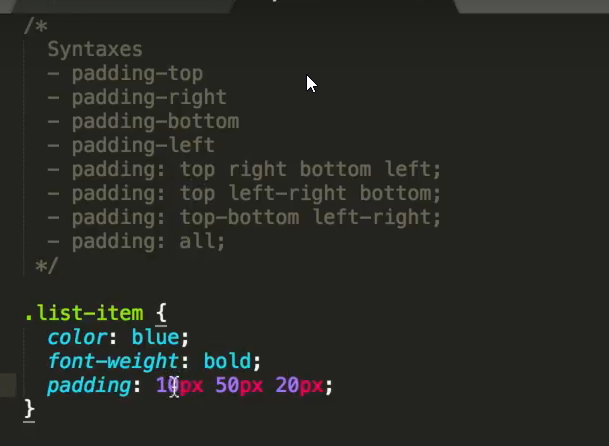 /*
  Syntaxes
  - padding-top
  - padding-right
  - padding-bottom
  - padding-left
  - padding: top right bottom left;
  - padding: top left-right bottom;
  - padding: top-bottom left-right;
  - padding: all;
 */
.list-item {
  color: blue;
  font-weight: bold;
  padding: 10px 50px 20px;
}